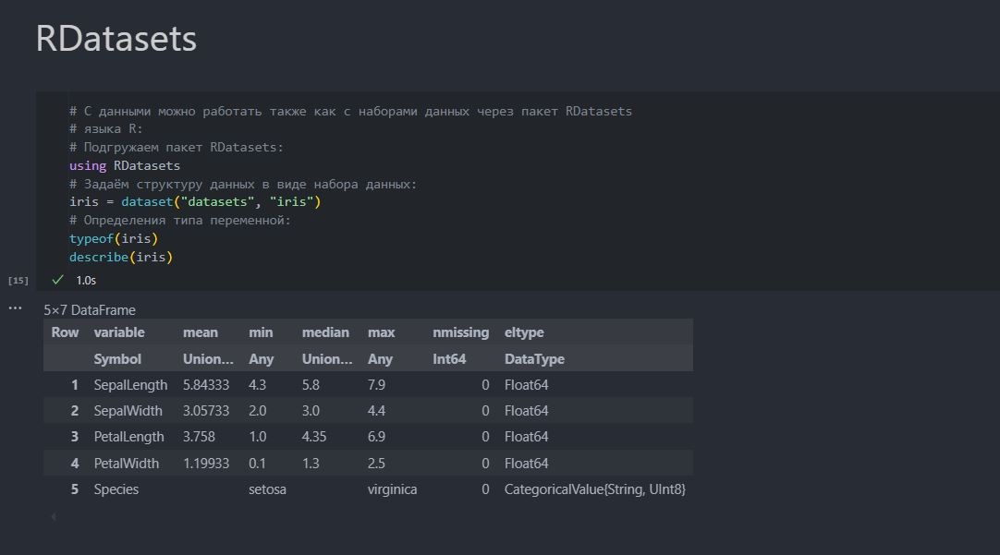 RDatasets
# С данными можно работать также как с наборами данных через пакет RDatasets
# языка R:
# Подгружаем пакет RDatasets:
using RDatasets
# Задаём структуру данных в виде набора данных:
iris = dataset("datasets", "iris")
# Определения типа переменной:
typeof(iris)
describe(iris)
[15] ✓ 1.0s
... 5×7 DataFrame
Row variable mean min median max nmissing eltype
Symbol Union… Any Union… Any Int64 DataType
1 SepalLength 5.84333 4.3 5.8 7.9 0 Float64
2 SepalWidth 3.05733 2.0 3.0 4.4 0 Float64
3 PetalLength 3.758 1.0 4.35 6.9 0 Float64
4 PetalWidth 1.19933 0.1 1.3 2.5 0 Float64
5 Species setosa virginica 0 CategoricalValue{String, UInt8}